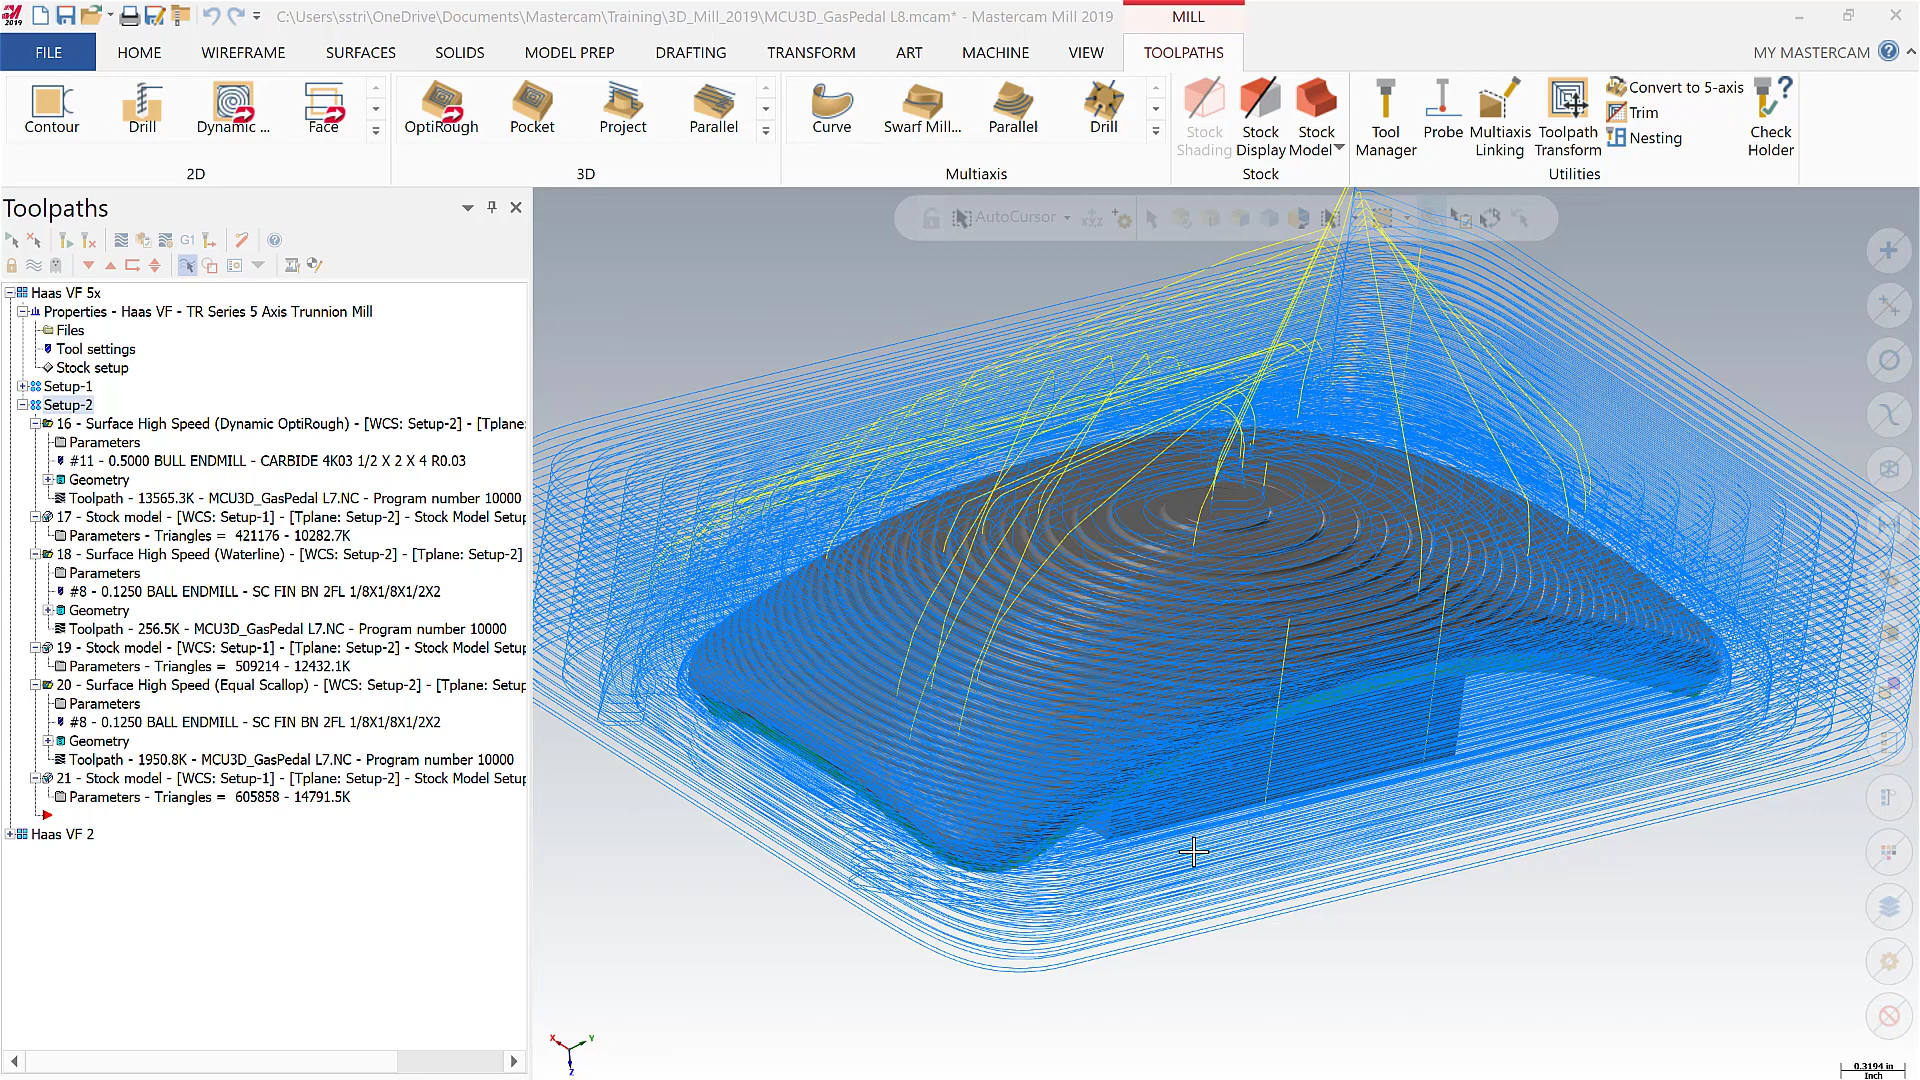 2019
C:\Users\sstri\OneDrive\Documents\Mastercam\Training\3D_Mill_2019\MCU3D_GasPedal L8.mcam* - Mastercam Mill 2019
MILL
FILE HOME WIREFRAME SURFACES SOLIDS MODEL PREP DRAFTING TRANSFORM ART MACHINE VIEW TOOLPATHS MY MASTERCAM
Contour Drill Dynamic ... Face
2D
OptiRough Pocket Project Parallel
3D
Curve Swarf Mill... Parallel Drill
Multiaxis
Stock Shading
Stock Display
Stock Model
Stock
Tool Manager
Probe
Multiaxis Linking
Toolpath Transform
Convert to 5-axis
Trim
Nesting
Check Holder
Utilities
Toolpaths
AutoCursor
G1
Haas VF 5x
Properties - Haas VF - TR Series 5 Axis Trunnion Mill
Files
Tool settings
Stock setup
Setup-1
Setup-2
16 - Surface High Speed (Dynamic OptiRough) - [WCS: Setup-2] - [Tplane:
Parameters
#11 - 0.5000 BULL ENDMILL - CARBIDE 4K03 1/2 X 2 X 4 R0.03
Geometry
Toolpath - 13565.3K - MCU3D_GasPedal L7.NC - Program number 10000
17 - Stock model - [WCS: Setup-1] - [Tplane: Setup-2] - Stock Model Setup
Parameters - Triangles = 421176 - 10282.7K
18 - Surface High Speed (Waterline) - [WCS: Setup-2] - [Tplane: Setup-2]
Parameters
#8 - 0.1250 BALL ENDMILL - SC FIN BN 2FL 1/8X1/8X1/2X2
Geometry
Toolpath - 256.5K - MCU3D_GasPedal L7.NC - Program number 10000
19 - Stock model - [WCS: Setup-1] - [Tplane: Setup-2] - Stock Model Setup
Parameters - Triangles = 509214 - 12432.1K
20 - Surface High Speed (Equal Scallop) - [WCS: Setup-2] - [Tplane: Setup
Parameters
#8 - 0.1250 BALL ENDMILL - SC FIN BN 2FL 1/8X1/8X1/2X2
Geometry
Toolpath - 1950.8K - MCU3D_GasPedal L7.NC - Program number 10000
21 - Stock model - [WCS: Setup-1] - [Tplane: Setup-2] - Stock Model Setup
Parameters - Triangles = 605858 - 14791.5K
Haas VF 2
X Y
Z
0.3194 in
Inch